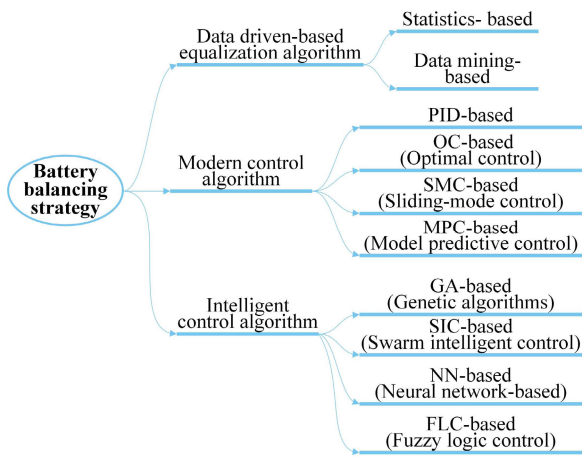 Battery
balancing
strategy
Data driven-based
equalization algorithm
Statistics- based
Data mining-
based
Modern control
algorithm
PID-based
OC-based
(Optimal control)
SMC-based
(Sliding-mode control)
MPC-based
(Model predictive control)
Intelligent
control algorithm
GA-based
(Genetic algorithms)
SIC-based
(Swarm intelligent control)
NN-based
(Neural network-based)
FLC-based
(Fuzzy logic control)